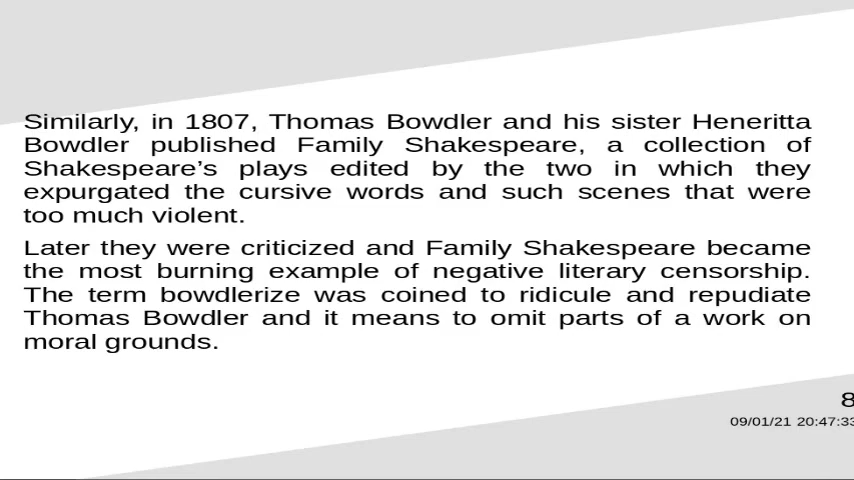 Similarly, in 1807, Thomas Bowdler and his sister Heneritta
Bowdler published Family Shakespeare, a collection of
Shakespeare’s plays edited by the two in which they
expurgated the cursive words and such scenes that were
too much violent.
Later they were criticized and Family Shakespeare became
the most burning example of negative literary censorship.
The term bowdlerize was coined to ridicule and repudiate
Thomas Bowdler and it means to omit parts of a work on
moral grounds.
8
09/01/21 20:47:33